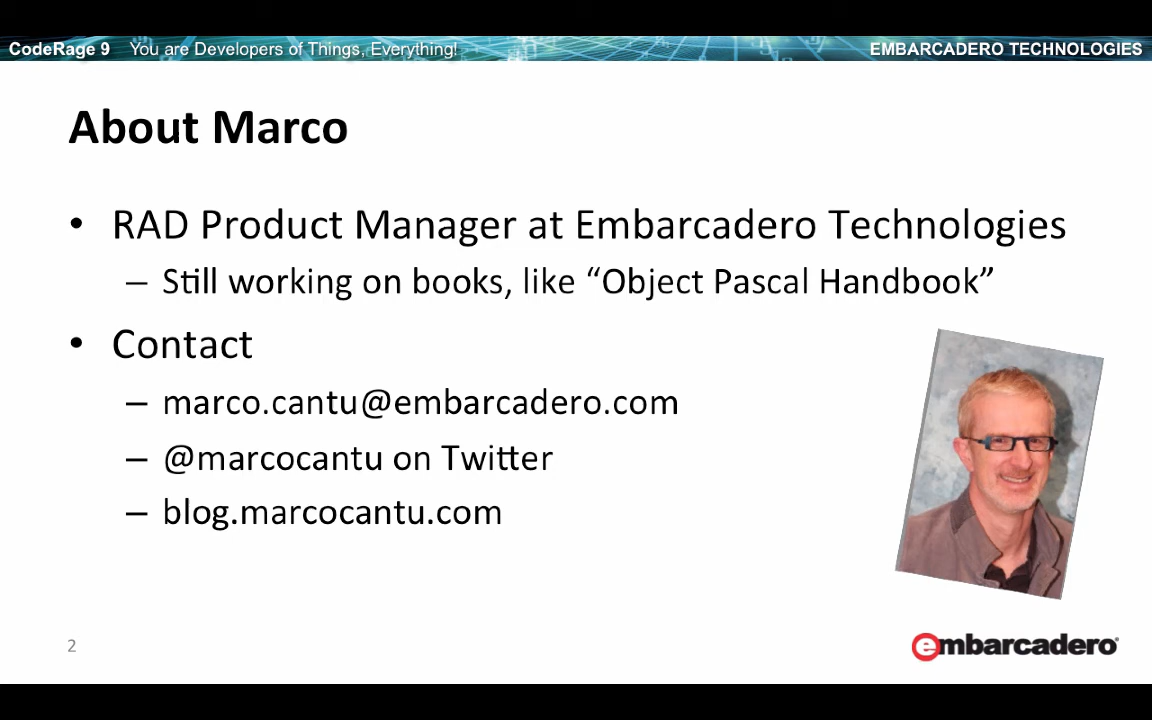 CodeRage 9 You are Developers of Things, Everything! EMBARCADERO TECHNOLOGIES
About Marco
• RAD Product Manager at Embarcadero Technologies
– Still working on books, like “Object Pascal Handbook”
• Contact
– marco.cantu@embarcadero.com
– @marcocantu on Twitter
– blog.marcocantu.com
2
embarcadero®